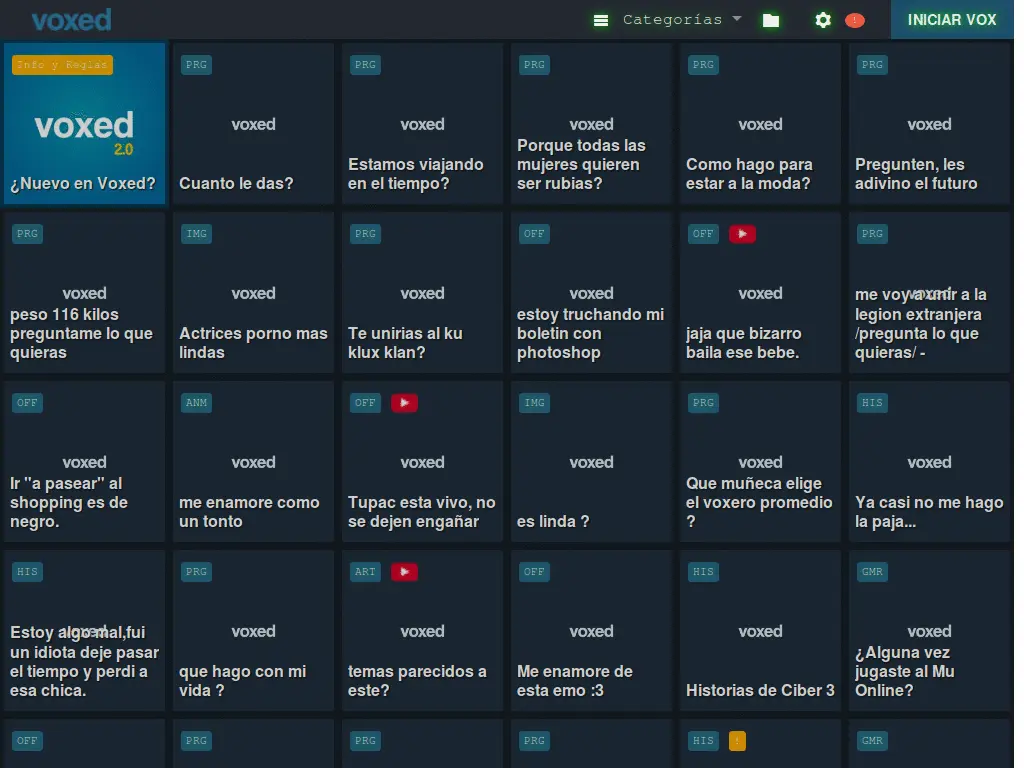 voxed
Categorías
!
INICIAR VOX
Info y Reglas
voxed
2.0
¿Nuevo en Voxed?
PRG
voxed
Cuanto le das?
PRG
voxed
Estamos viajando
en el tiempo?
PRG
voxed
Porque todas las
mujeres quieren
ser rubias?
PRG
voxed
Como hago para
estar a la moda?
PRG
voxed
Pregunten, les
adivino el futuro
PRG
voxed
peso 116 kilos
preguntame lo que
quieras
IMG
voxed
Actrices porno mas
lindas
PRG
voxed
Te unirias al ku
klux klan?
OFF
voxed
estoy truchando mi
boletin con
photoshop
OFF
voxed
jaja que bizarro
baila ese bebe.
PRG
voxed
me voy a unir a la
legion extranjera
/pregunta lo que
quieras/ -
OFF
voxed
Ir "a pasear" al
shopping es de
negro.
ANM
voxed
me enamore como
un tonto
OFF
voxed
Tupac esta vivo, no
se dejen engañar
IMG
voxed
es linda ?
PRG
voxed
Que muñeca elige
el voxero promedio
?
HIS
voxed
Ya casi no me hago
la paja...
HIS
voxed
Estoy algo mal,fui
un idiota deje pasar
el tiempo y perdi a
esa chica.
PRG
voxed
que hago con mi
vida ?
ART
voxed
temas parecidos a
este?
OFF
voxed
Me enamore de
esta emo :3
HIS
voxed
Historias de Ciber 3
GMR
voxed
¿Alguna vez
jugaste al Mu
Online?
OFF
PRG
PRG
PRG
HIS
!
GMR